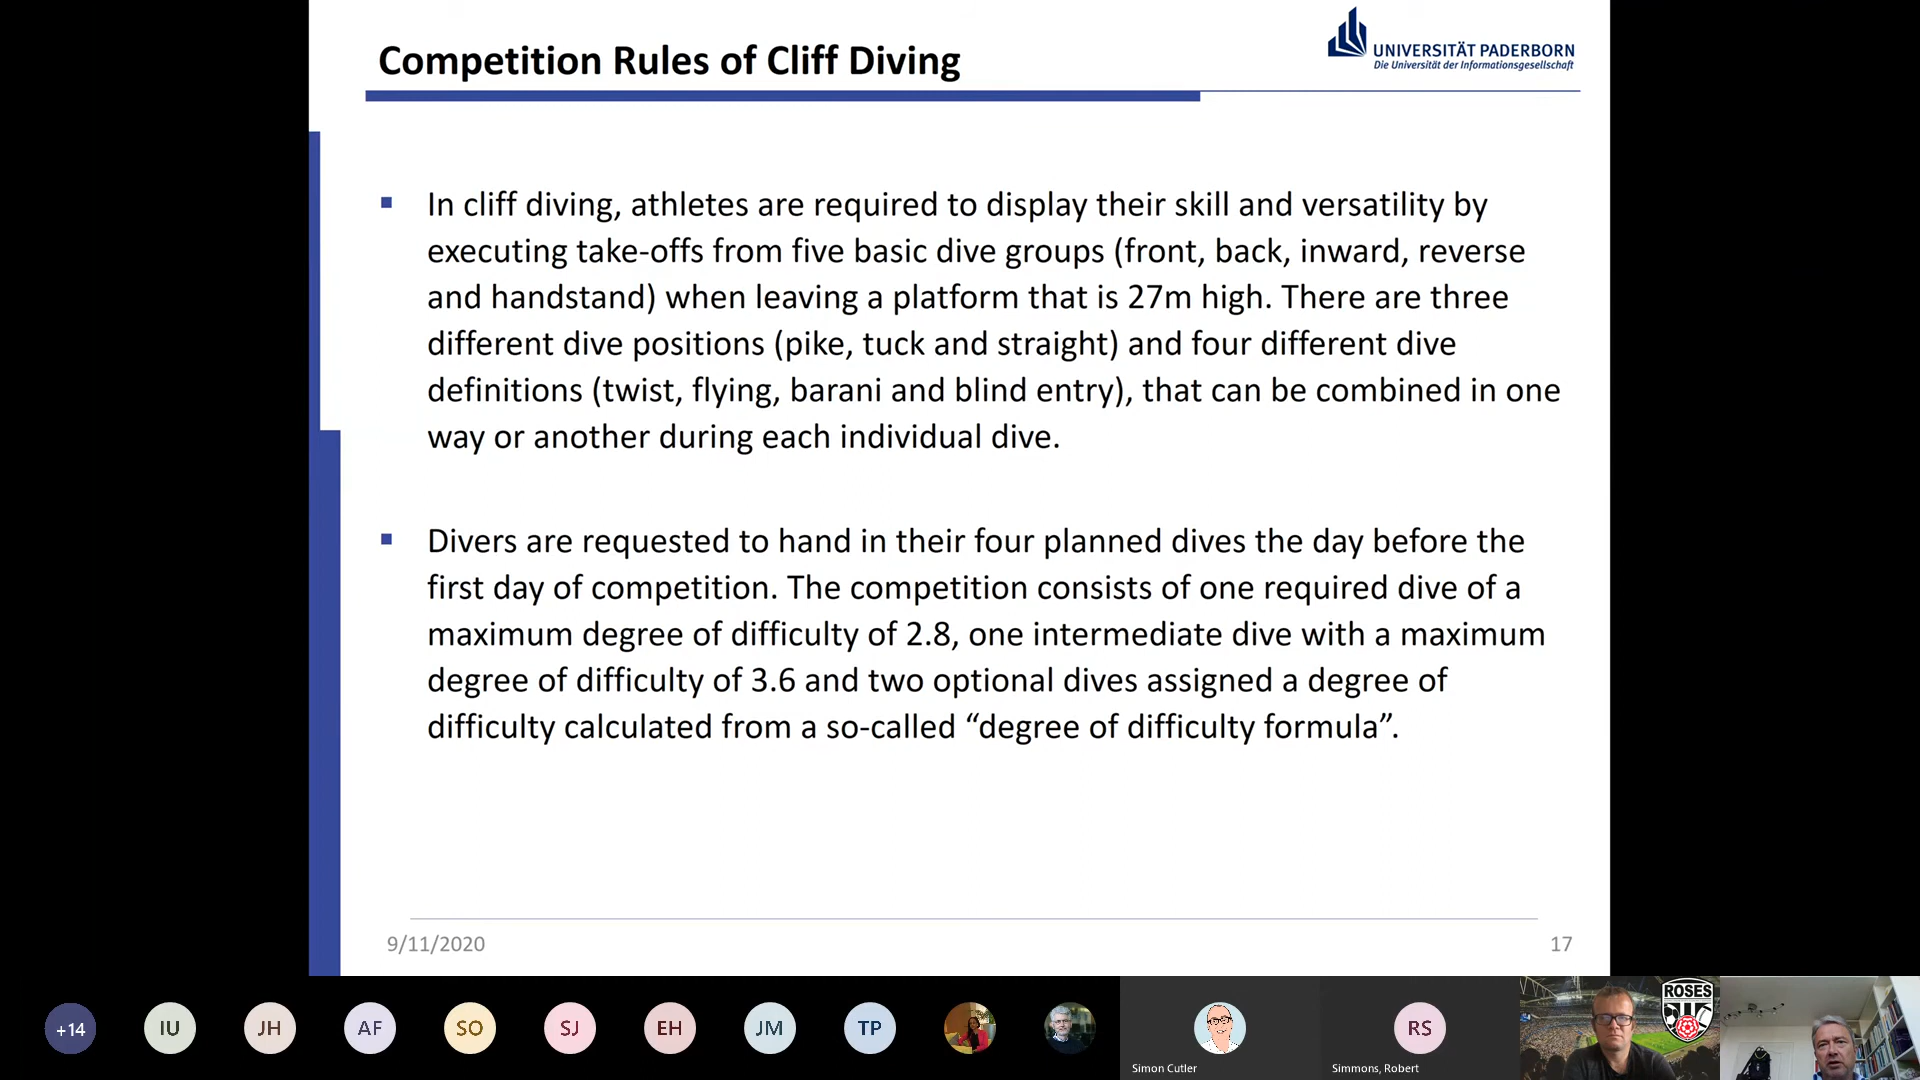 Competition Rules of Cliff Diving
UNIVERSITÄT PADERBORN
Die Universität der Informationsgesellschaft
In cliff diving, athletes are required to display their skill and versatility by
executing take-offs from five basic dive groups (front, back, inward, reverse
and handstand) when leaving a platform that is 27m high. There are three
different dive positions (pike, tuck and straight) and four different dive
definitions (twist, flying, barani and blind entry), that can be combined in one
way or another during each individual dive.
Divers are requested to hand in their four planned dives the day before the
first day of competition. The competition consists of one required dive of a
maximum degree of difficulty of 2.8, one intermediate dive with a maximum
degree of difficulty of 3.6 and two optional dives assigned a degree of
difficulty calculated from a so-called “degree of difficulty formula”.
9/11/2020
17
+14
IU
JH
AF
SO
SJ
EH
JM
TP
Simon Cutler
RS
Simmons, Robert
ROSES